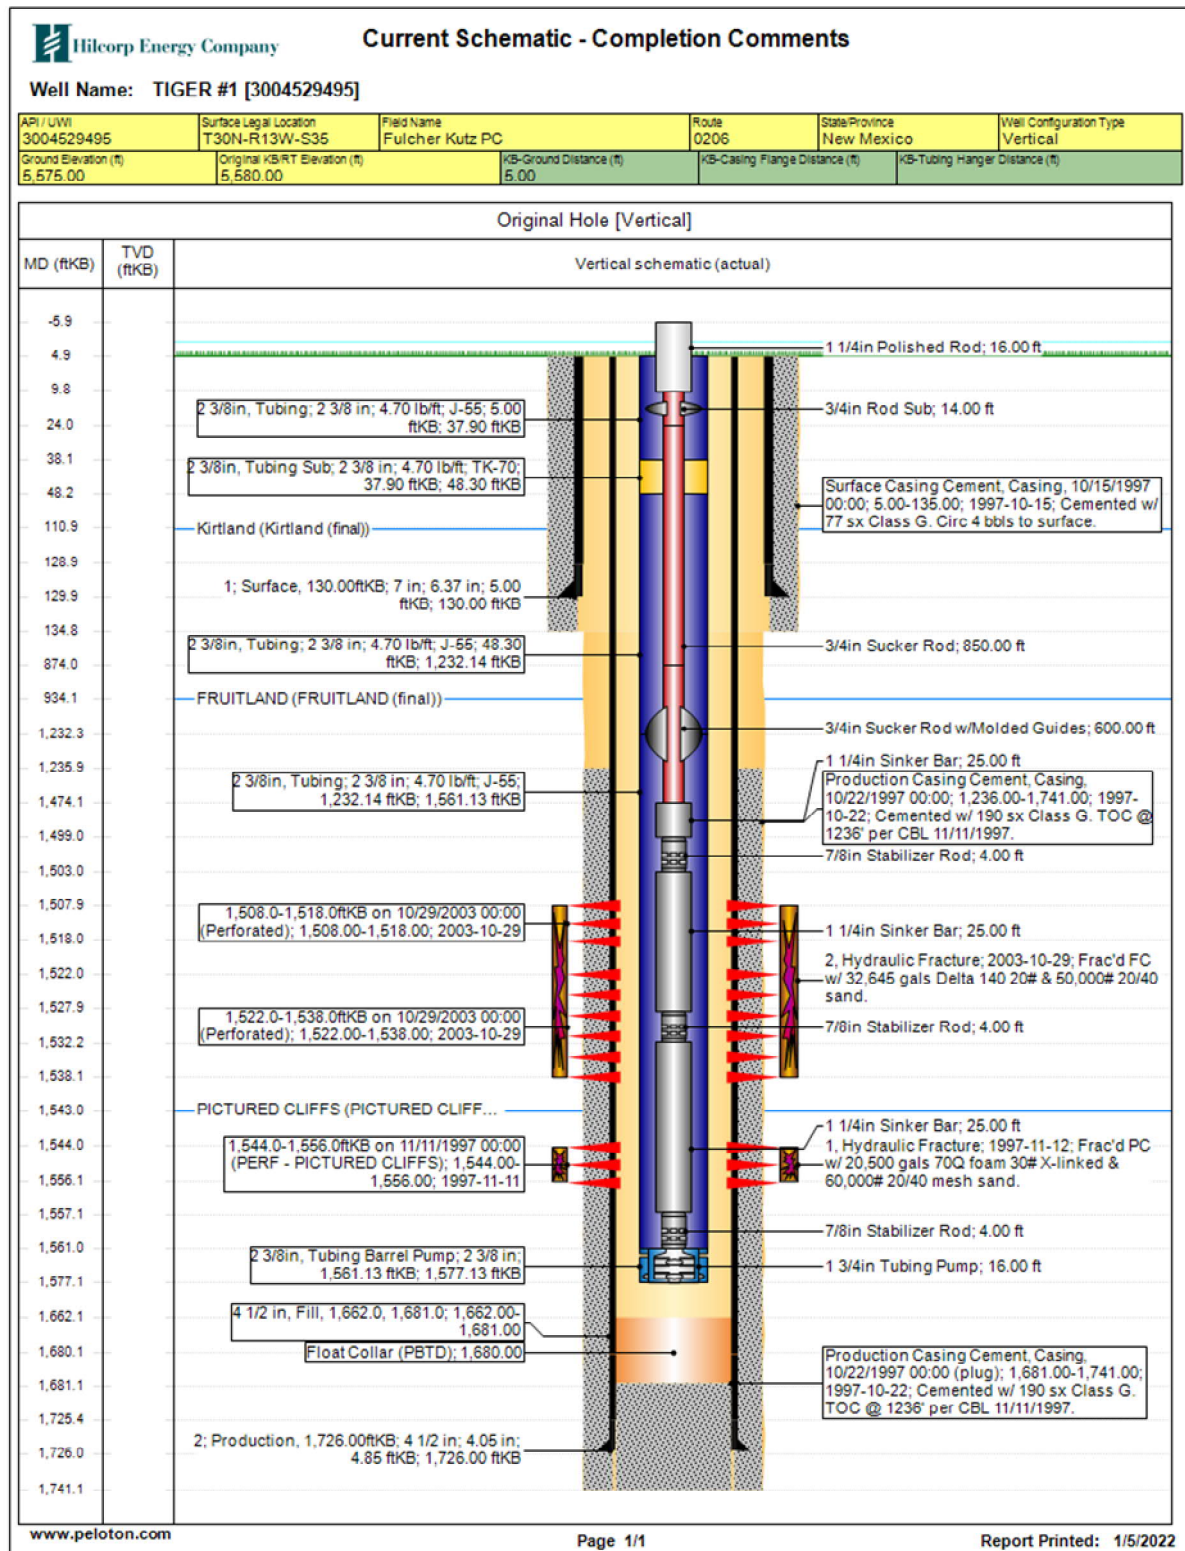 Hilcorp Energy Company
Current Schematic - Completion Comments
Well Name: TIGER #1 [3004529495]
API / UWI
3004529495
Surface Legal Location
T30N-R13W-S35
Field Name
Fulcher Kutz PC
Route
0206
State/Province
New Mexico
Well Configuration Type
Vertical
Ground Elevation (ft)
5,575.00
Original KB/RT Elevation (ft)
5,580.00
KB-Ground Distance (ft)
5.00
KB-Casing Flange Distance (ft)
KB-Tubing Hanger Distance (ft)
Original Hole [Vertical]
MD (ftKB)
TVD
(ftKB)
Vertical schematic (actual)
-5.9
4.9
9.8
24.0
38.1
48.2
110.9
128.9
129.9
134.8
874.0
934.1
1,232.3
1,235.9
1,474.1
1,499.0
1,503.0
1,507.9
1,518.0
1,522.0
1,527.9
1,532.2
1,538.1
1,543.0
1,544.0
1,556.1
1,557.1
1,561.0
1,577.1
1,662.1
1,680.1
1,681.1
1,725.4
1,726.0
1,741.1
2 3/8in, Tubing; 2 3/8 in; 4.70 lb/ft; J-55; 5.00
ftKB; 37.90 ftKB
2 3/8in, Tubing Sub; 2 3/8 in; 4.70 lb/ft; TK-70;
37.90 ftKB; 48.30 ftKB
Kirtland (Kirtland (final))
1; Surface, 130.00ftKB; 7 in; 6.37 in; 5.00
ftKB; 130.00 ftKB
2 3/8in, Tubing; 2 3/8 in; 4.70 lb/ft; J-55; 48.30
ftKB; 1,232.14 ftKB
FRUITLAND (FRUITLAND (final))
2 3/8in, Tubing; 2 3/8 in; 4.70 lb/ft; J-55;
1,232.14 ftKB; 1,561.13 ftKB
1,508.0-1,518.0ftKB on 10/29/2003 00:00
(Perforated); 1,508.00-1,518.00; 2003-10-29
1,522.0-1,538.0ftKB on 10/29/2003 00:00
(Perforated); 1,522.00-1,538.00; 2003-10-29
PICTURED CLIFFS (PICTURED CLIFF...
1,544.0-1,556.0ftKB on 11/11/1997 00:00
(PERF - PICTURED CLIFFS); 1,544.00-
1,556.00; 1997-11-11
2 3/8in, Tubing Barrel Pump; 2 3/8 in;
1,561.13 ftKB; 1,577.13 ftKB
4 1/2 in, Fill, 1,662.0, 1,681.0; 1,662.00-
1,681.00
Float Collar (PBTD); 1,680.00
2; Production, 1,726.00ftKB; 4 1/2 in; 4.05 in;
4.85 ftKB; 1,726.00 ftKB
1 1/4in Polished Rod; 16.00 ft
3/4in Rod Sub; 14.00 ft
Surface Casing Cement, Casing, 10/15/1997
00:00; 5.00-135.00; 1997-10-15; Cemented w/
77 sx Class G. Circ 4 bbls to surface.
3/4in Sucker Rod; 850.00 ft
3/4in Sucker Rod w/Molded Guides; 600.00 ft
1 1/4in Sinker Bar; 25.00 ft
Production Casing Cement, Casing,
10/22/1997 00:00; 1,236.00-1,741.00; 1997-
10-22; Cemented w/ 190 sx Class G. TOC @
1236' per CBL 11/11/1997.
7/8in Stabilizer Rod; 4.00 ft
1 1/4in Sinker Bar; 25.00 ft
2, Hydraulic Fracture; 2003-10-29; Frac'd FC
w/ 32,645 gals Delta 140 20# & 50,000# 20/40
sand.
7/8in Stabilizer Rod; 4.00 ft
1 1/4in Sinker Bar; 25.00 ft
1, Hydraulic Fracture; 1997-11-12; Frac'd PC
w/ 20,500 gals 70Q foam 30# X-linked &
60,000# 20/40 mesh sand.
7/8in Stabilizer Rod; 4.00 ft
1 3/4in Tubing Pump; 16.00 ft
Production Casing Cement, Casing,
10/22/1997 00:00 (plug); 1,681.00-1,741.00;
1997-10-22; Cemented w/ 190 sx Class G.
TOC @ 1236' per CBL 11/11/1997.
www.peloton.com
Page 1/1
Report Printed: 1/5/2022